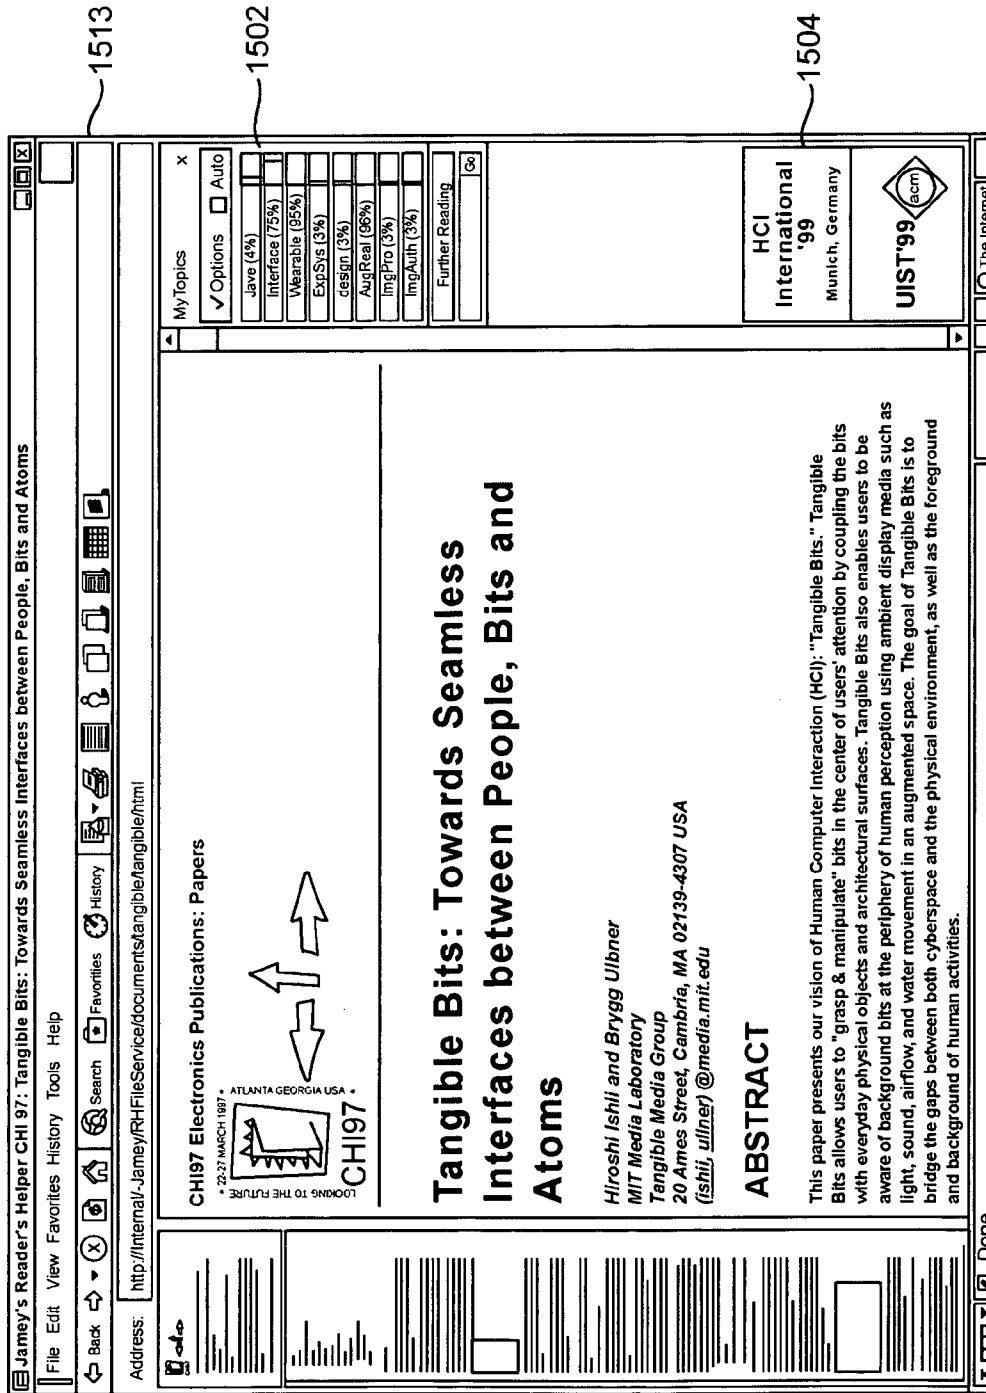 Jamey's Reader's Helper CHI 97: Tangible Bits: Towards Seamless Interfaces between People, Bits and Atoms
File Edit View Favorites History Tools Help
Back Search Favorites History
1513
Address: http://Internal/-Jamey/RHFileService/documents/tangible/tangible/html
CHI97 Electronics Publications: Papers
LOOKING TO THE FUTURE * 22-27 MARCH 1997 * ATLANTA GEORGIA USA *
CHI97
Tangible Bits: Towards Seamless
Interfaces between People, Bits and
Atoms
Hiroshi Ishli and Brygg Ulbner
MIT Media Laboratory
Tangible Media Group
20 Ames Street, Cambria, MA 02139-4307 USA
(ishii, ullner) @media.mit.edu
ABSTRACT
This paper presents our vision of Human Computer Interaction (HCI): "Tangible Bits." Tangible
Bits allows users to "grasp & manipulate" bits in the center of users' attention by coupling the bits
with everyday physical objects and architectural surfaces. Tangible Bits also enables users to be
aware of background bits at the periphery of human perception using ambient display media such as
light, sound, airflow, and water movement in an augmented space. The goal of Tangible Bits is to
bridge the gaps between both cyberspace and the physical environment, as well as the foreground
and background of human activities.
MyTopics x
Options Auto
1502
Jave (4%)
Interface (75%)
Wearable (95%)
ExpSys (3%)
design (3%)
AugReal (96%)
ImgPro (3%)
ImgAuth (3%)
Further Reading
Go
HCI
International
'99
Munich, Germany
1504
UIST'99
acm
Done
The Internet